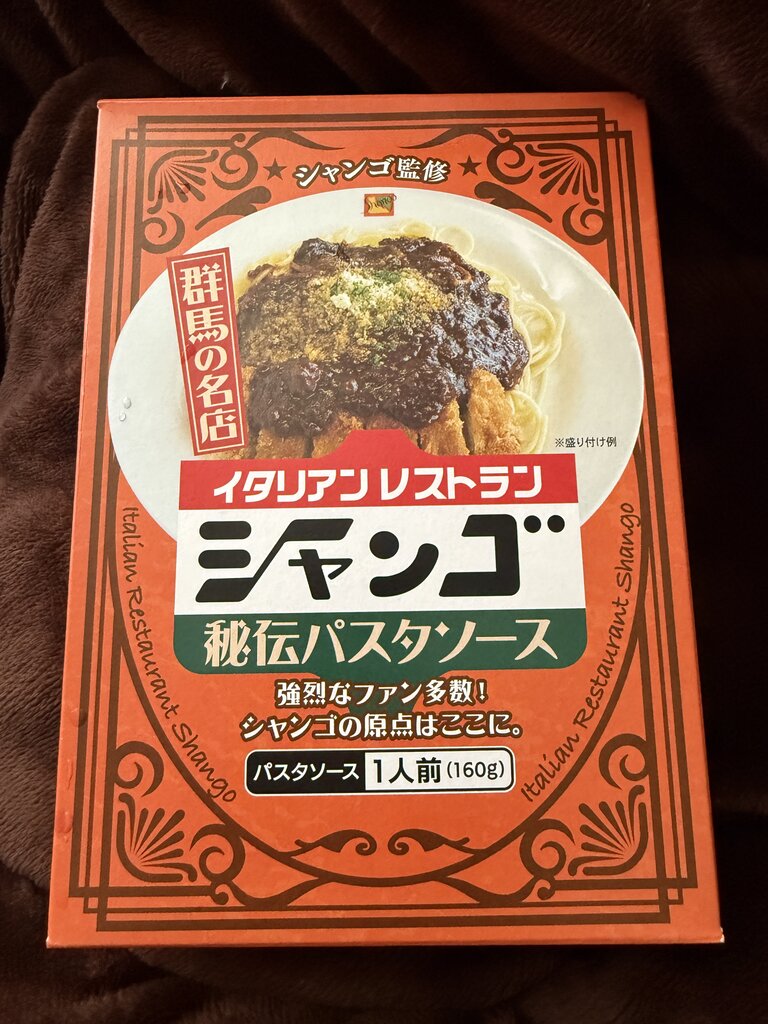 ★シャンゴ監修★
Shango
群馬の名店
※盛り付け例
イタリアンレストラン
シャンゴ
秘伝パスタソース
強烈なファン多数！
シャンゴの原点はここに。
パスタソース 1人前(160g)
Italian Restaurant Shango
Italian Restaurant Shango